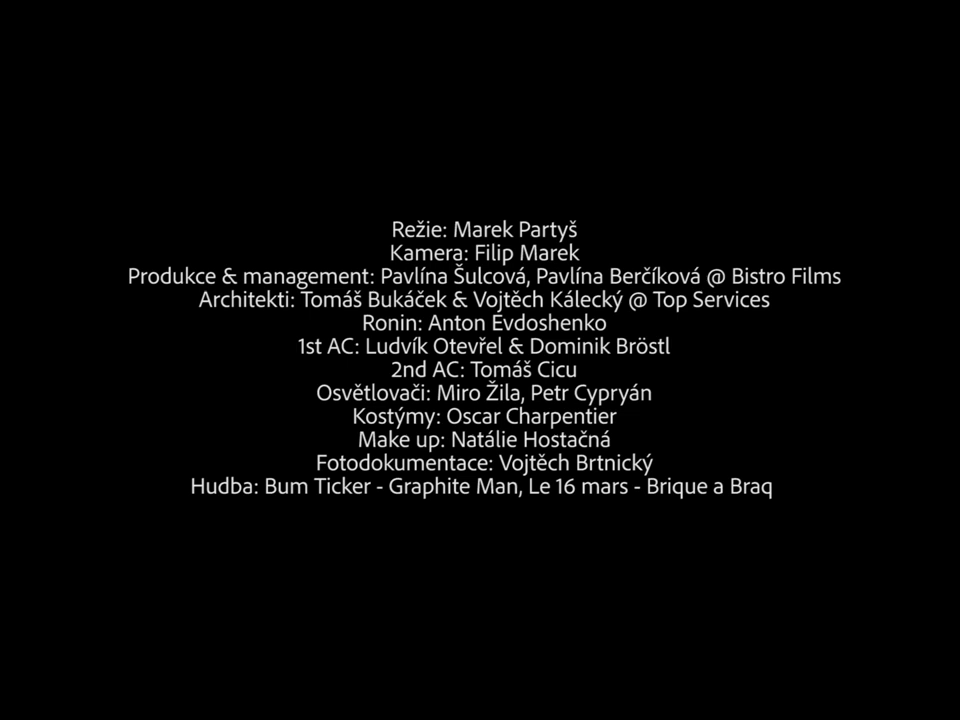 Režie: Marek Partyš
Kamera: Filip Marek
Produkce & management: Pavlína Šulcová, Pavlína Berčíková @ Bistro Films
Architekti: Tomáš Bukáček & Vojtěch Kálecký @ Top Services
Ronin: Anton Evdoshenko
1st AC: Ludvík Otevřel & Dominik Bröstl
2nd AC: Tomáš Cicu
Osvětlovači: Miro Žila, Petr Cypryán
Kostýmy: Oscar Charpentier
Make up: Natálie Hostačná
Fotodokumentace: Vojtěch Brtnický
Hudba: Bum Ticker - Graphite Man, Le 16 mars - Brique a Braq